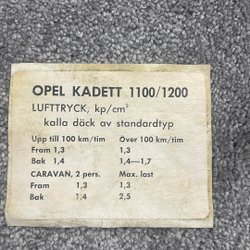 OPEL KADETT 1100/1200
LUFTTRYCK, kp/cm²
kalla däck av standardtyp
Upp till 100 km/tim Över 100 km/tim
Fram 1,3 1,3
Bak 1,4 1,4—1,7
CARAVAN, 2 pers. Max. last
Fram 1,3 1,3
Bak 1,4 2,5